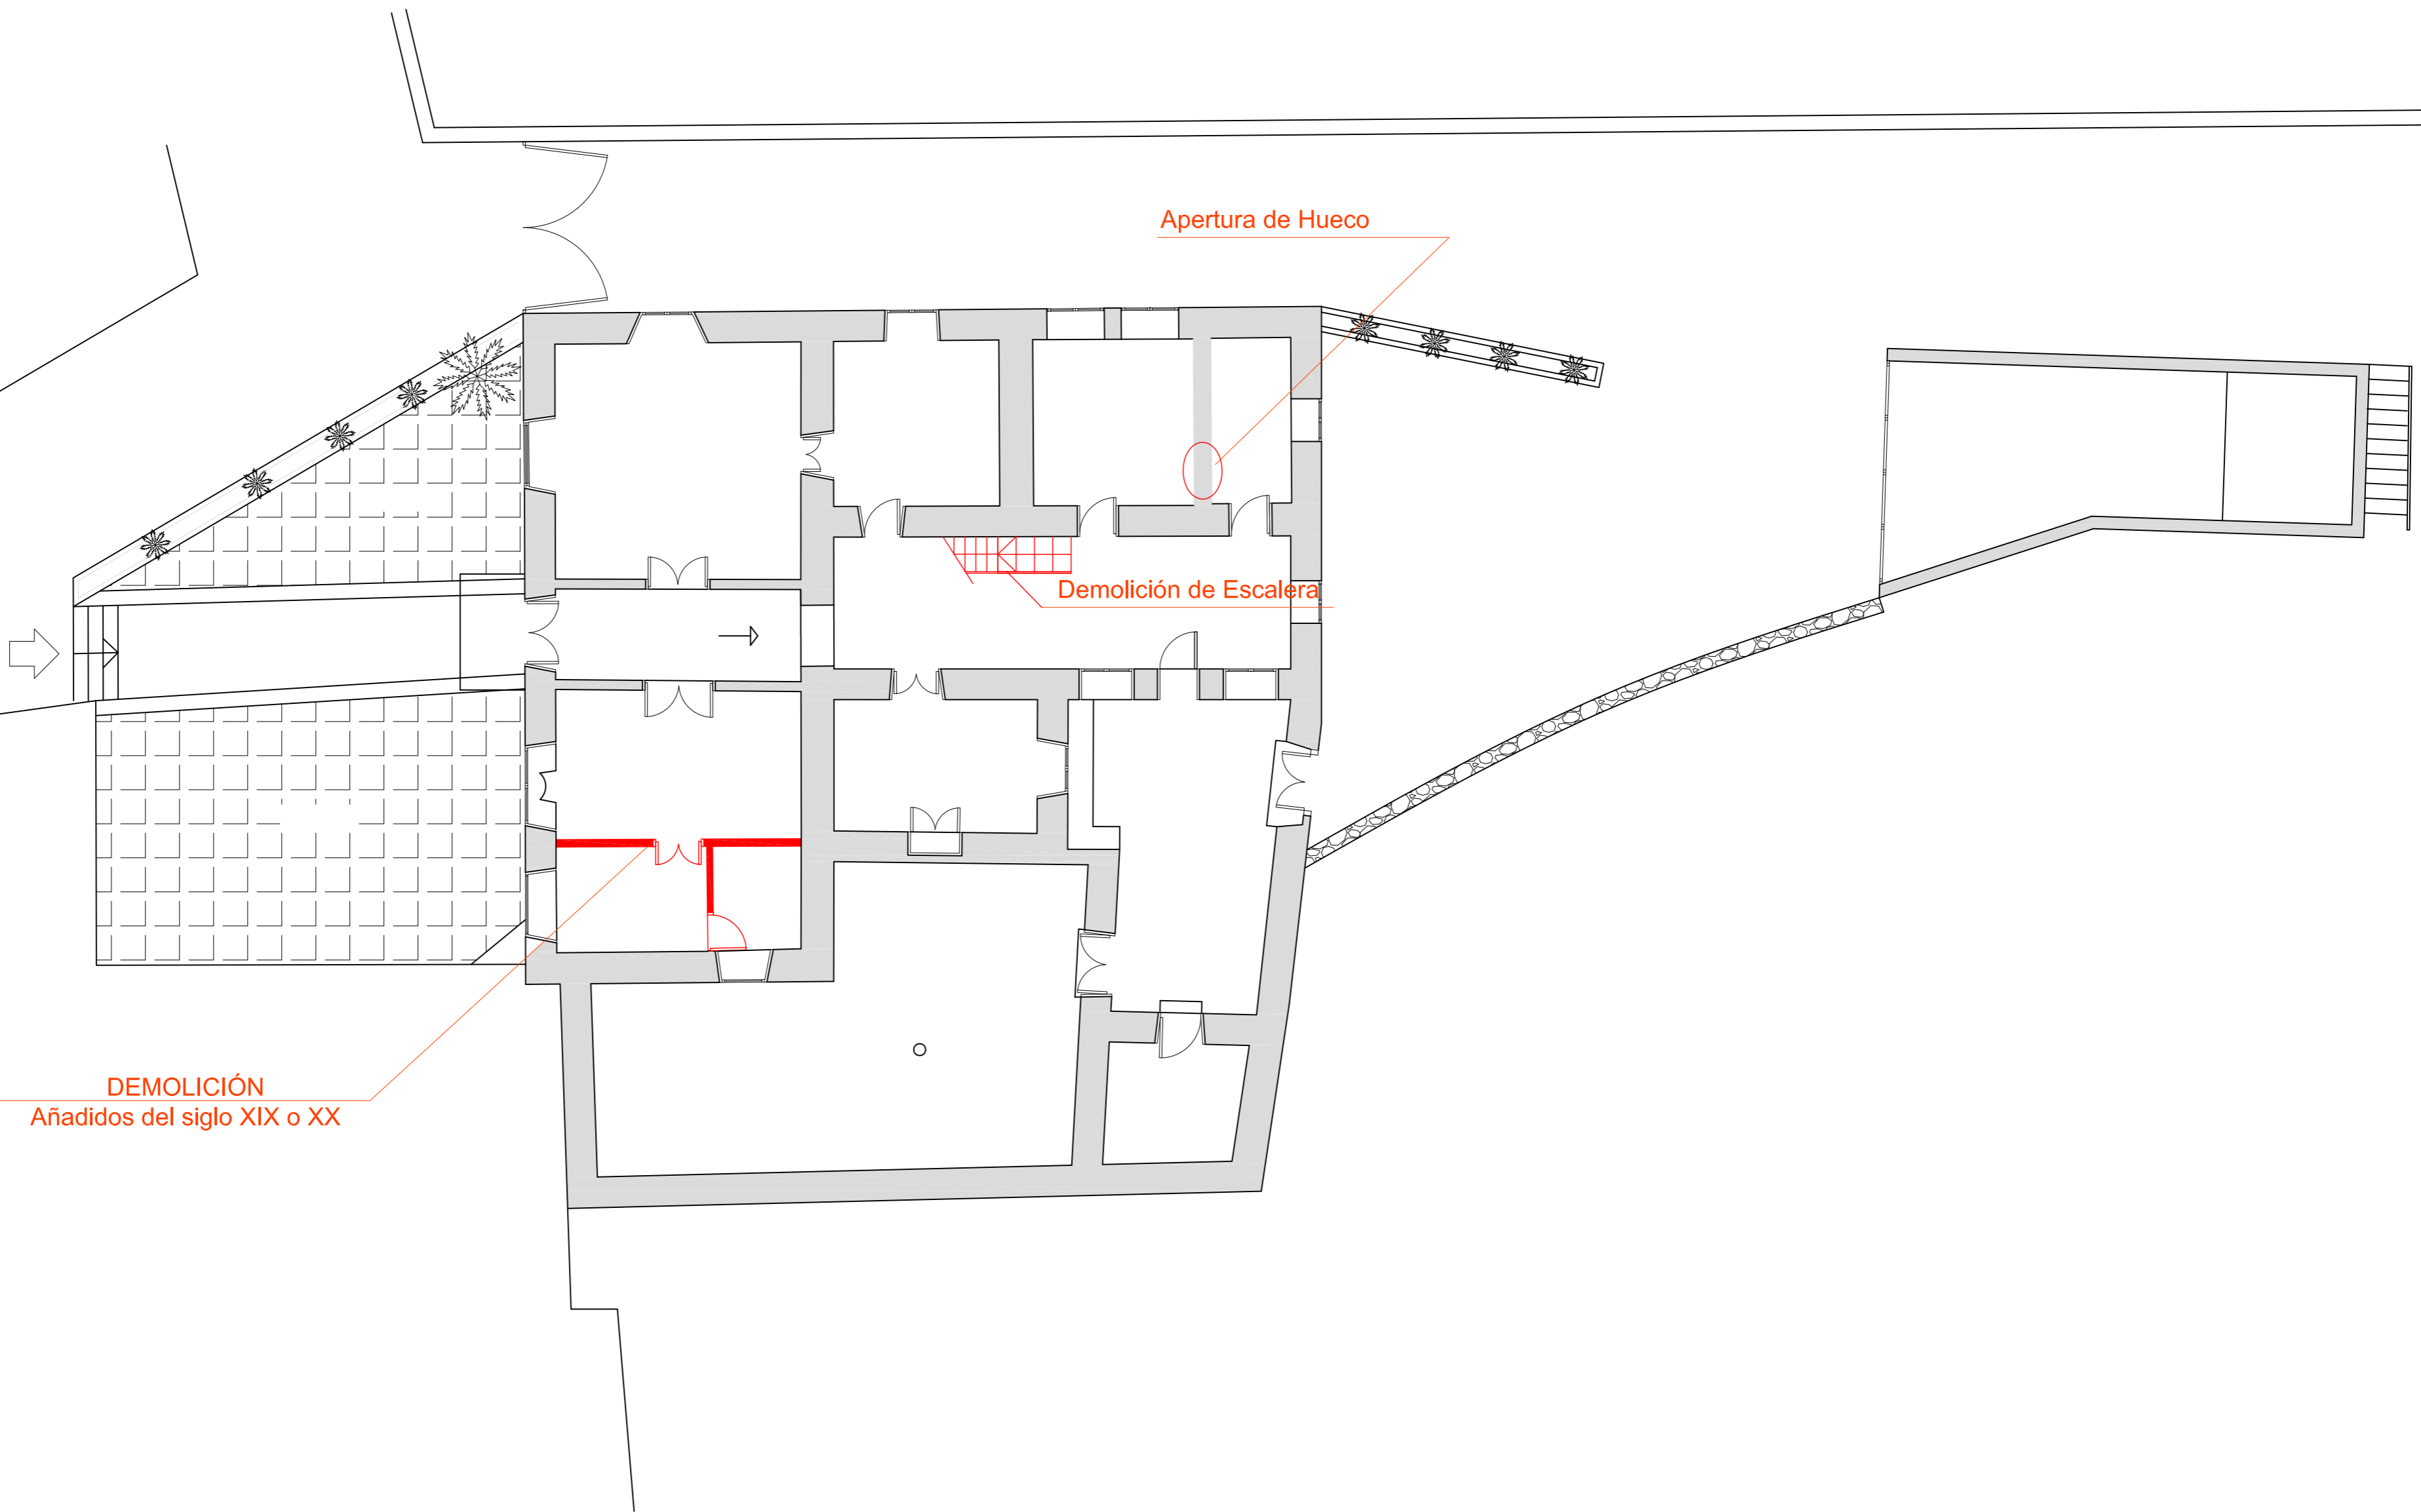 Apertura de Hueco
Demolición de Escalera
DEMOLICIÓN
Añadidos del siglo XIX o XX